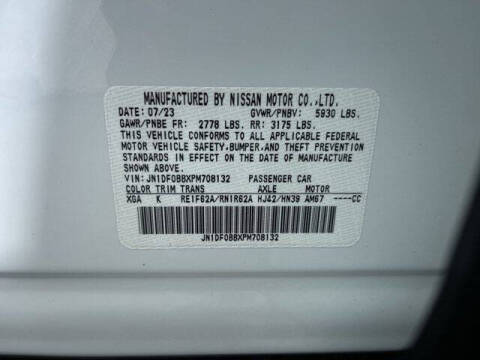 MANUFACTURED BY NISSAN MOTOR CO.,LTD.
DATE: 07/23 GVWR/PNBV: 5930 LBS.
GAWR/PNBE FR: 2778 LBS. RR: 3175 LBS.
THIS VEHICLE CONFORMS TO ALL APPLICABLE FEDERAL
MOTOR VEHICLE SAFETY,BUMPER,AND THEFT PREVENTION
STANDARDS IN EFFECT ON THE DATE OF MANUFACTURE
SHOWN ABOVE.
VIN: JN1DF0BBXPM708132 PASSENGER CAR
COLOR TRIM TRANS AXLE MOTOR
XGA K RE1F62A/RN1R62A HJ42/HN39 AM67 ----CC
JN1DF0BBXPM708132